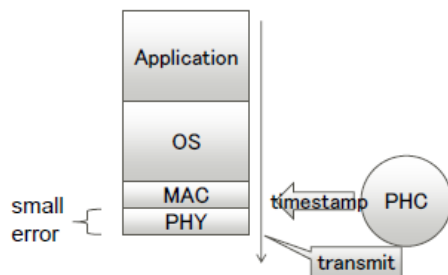 Application
OS
MAC
PHY
small
error
timestamp
PHC
transmit